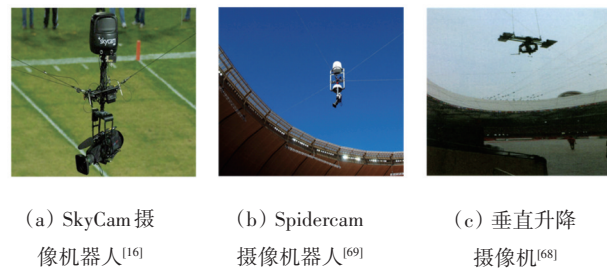 skycam
(a) SkyCam摄
像机器人[16]
(b) Spidercam
摄像机器人[69]
(c) 垂直升降
摄像机[68]